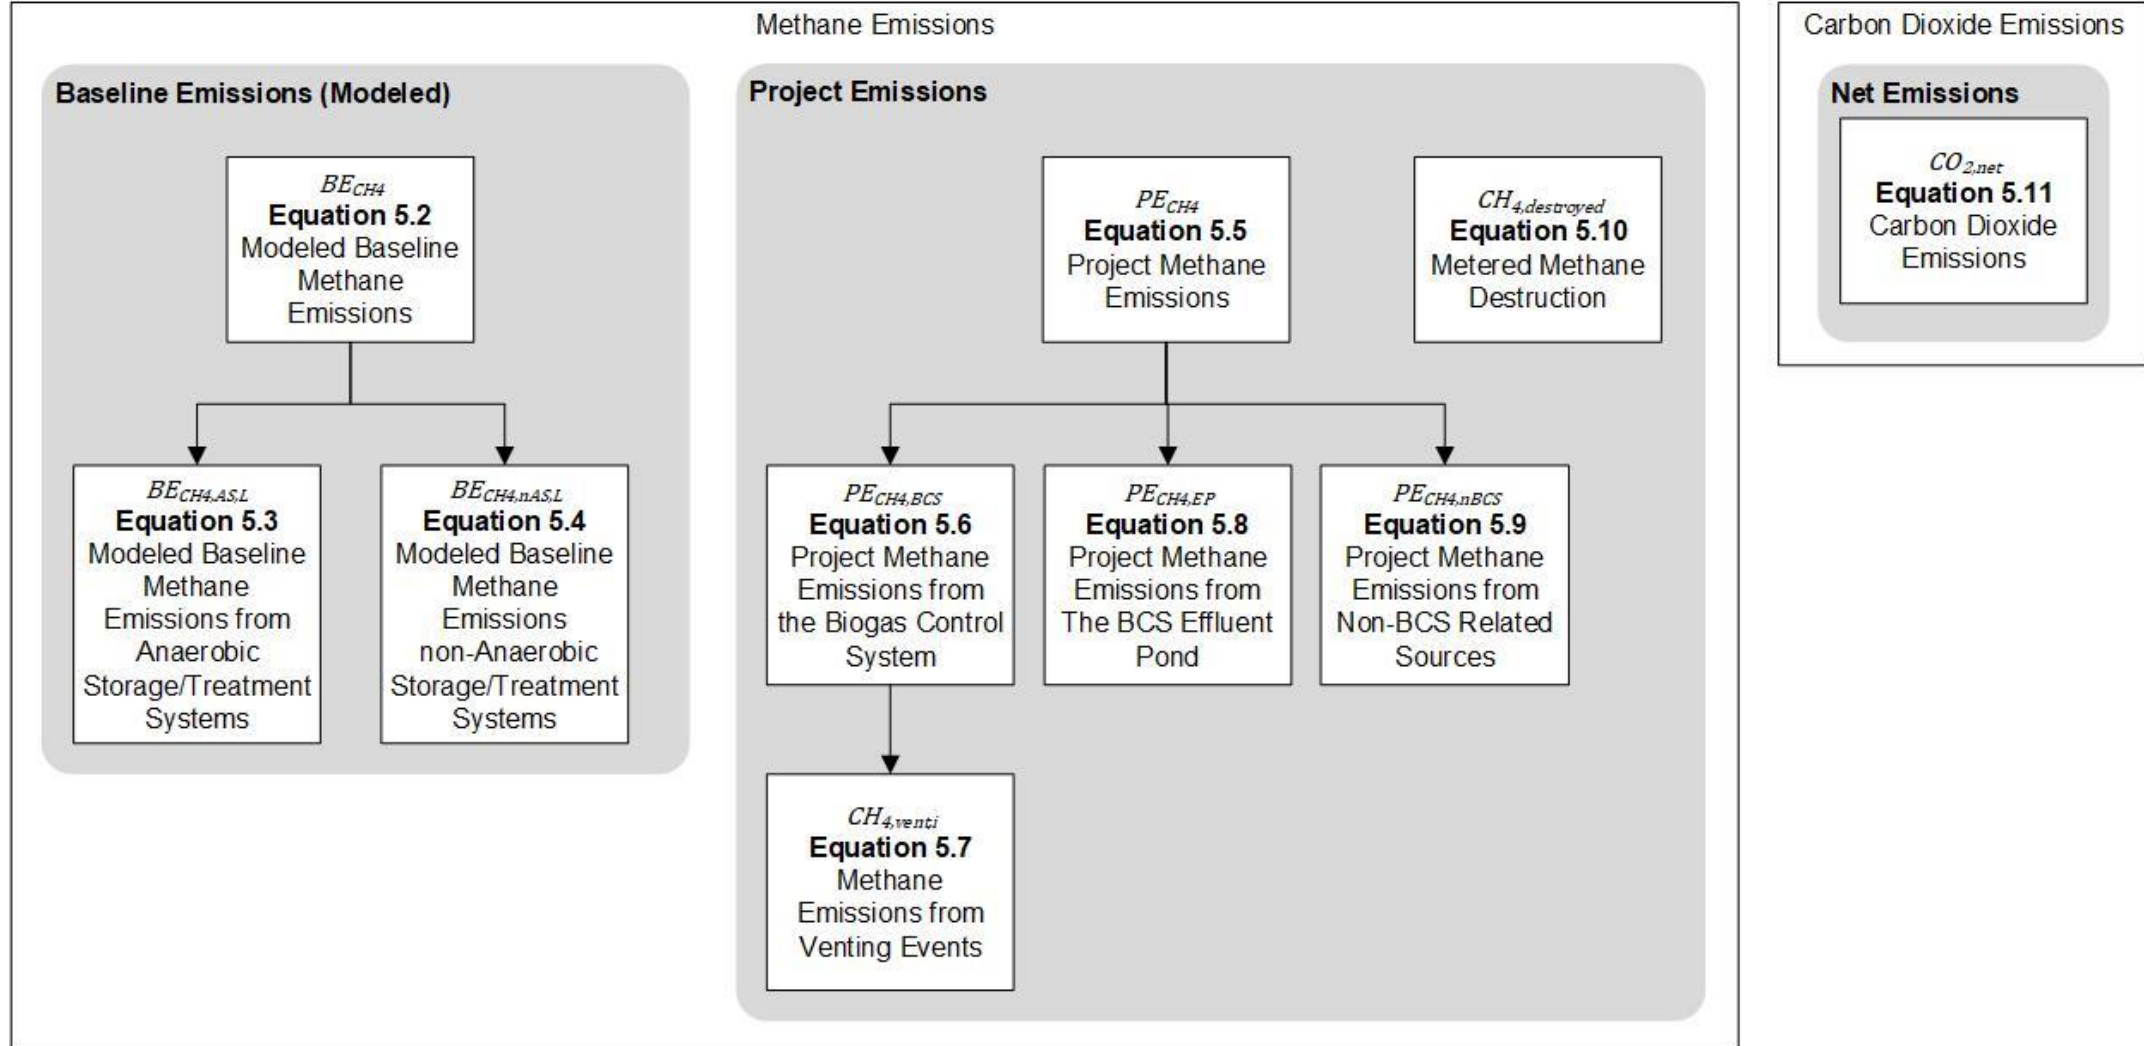 Methane Emissions
Baseline Emissions (Modeled)
BE_CH4
Equation 5.2
Modeled Baseline
Methane
Emissions
BE_CH4,AS,L
Equation 5.3
Modeled Baseline
Methane
Emissions from
Anaerobic
Storage/Treatment
Systems
BE_CH4,nAS,L
Equation 5.4
Modeled Baseline
Methane
Emissions
non-Anaerobic
Storage/Treatment
Systems
Project Emissions
PE_CH4
Equation 5.5
Project Methane
Emissions
CH_4,destroyed
Equation 5.10
Metered Methane
Destruction
PE_CH4,BCS
Equation 5.6
Project Methane
Emissions from
the Biogas Control
System
PE_CH4,EP
Equation 5.8
Project Methane
Emissions from
The BCS Effluent
Pond
PE_CH4,nBCS
Equation 5.9
Project Methane
Emissions from
Non-BCS Related
Sources
CH_4,venti
Equation 5.7
Methane
Emissions from
Venting Events
Carbon Dioxide Emissions
Net Emissions
CO_2,net
Equation 5.11
Carbon Dioxide
Emissions